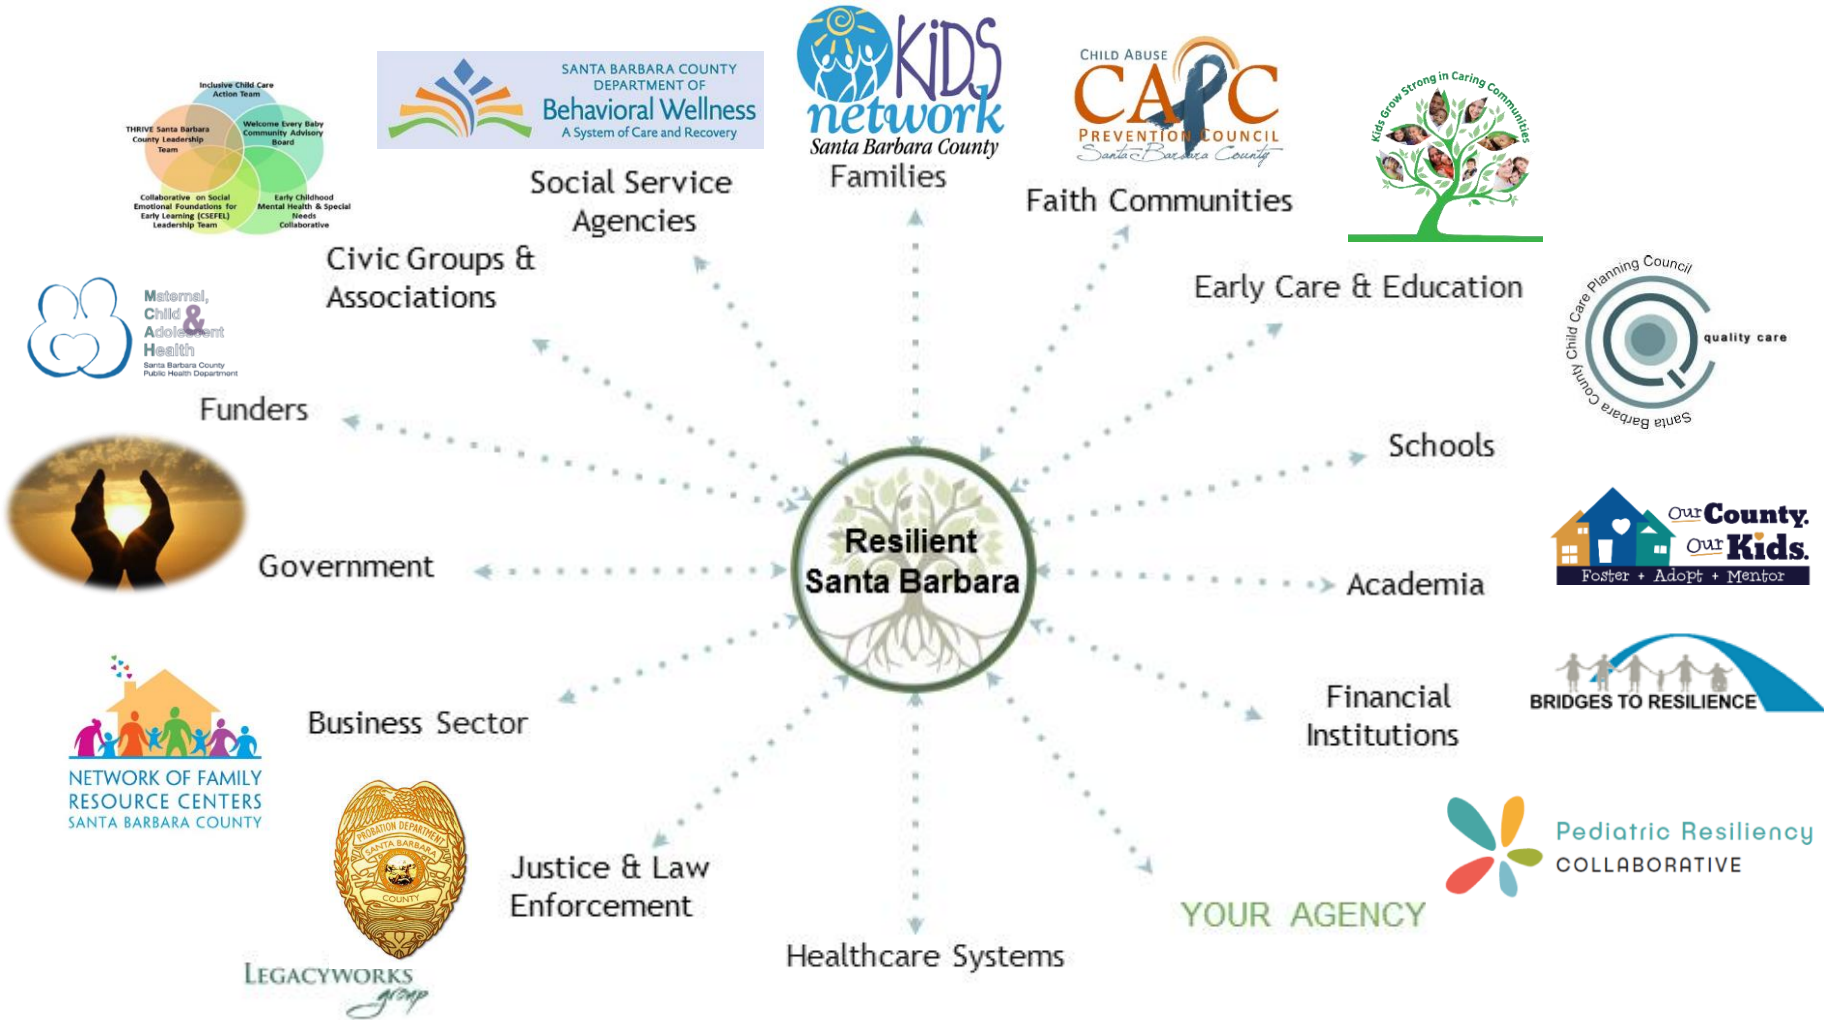 Inclusive Child Care
Action Team
THRIVE Santa Barbara
County Leadership
Team
Welcome Every Baby
Community Advisory
Board
Collaborative on Social
Emotional Foundations for
Early Learning (CSEFEL)
Leadership Team
Early Childhood
Mental Health & Special
Needs
Collaborative
SANTA BARBARA COUNTY
DEPARTMENT OF
Behavioral Wellness
A System of Care and Recovery
KiDS
network
Santa Barbara County
CHILD ABUSE
CAPC
PREVENTION COUNCIL
Santa Barbara County
Kids Grow Strong in Caring Communities
Social Service
Agencies
Families
Faith Communities
Civic Groups &
Associations
Early Care & Education
Maternal,
Child &
Adolescent
Health
Santa Barbara County
Public Health Department
Santa Barbara County Child Care Planning Council
quality care
Funders
Schools
Our County.
Our Kids.
Foster + Adopt + Mentor
Resilient
Santa Barbara
Government
Academia
Financial
Institutions
BRIDGES TO RESILIENCE
Business Sector
NETWORK OF FAMILY
RESOURCE CENTERS
SANTA BARBARA COUNTY
PROBATION DEPARTMENT
SANTA BARBARA
COUNTY
Justice & Law
Enforcement
Pediatric Resiliency
COLLABORATIVE
YOUR AGENCY
Healthcare Systems
LEGACYWORKS
group